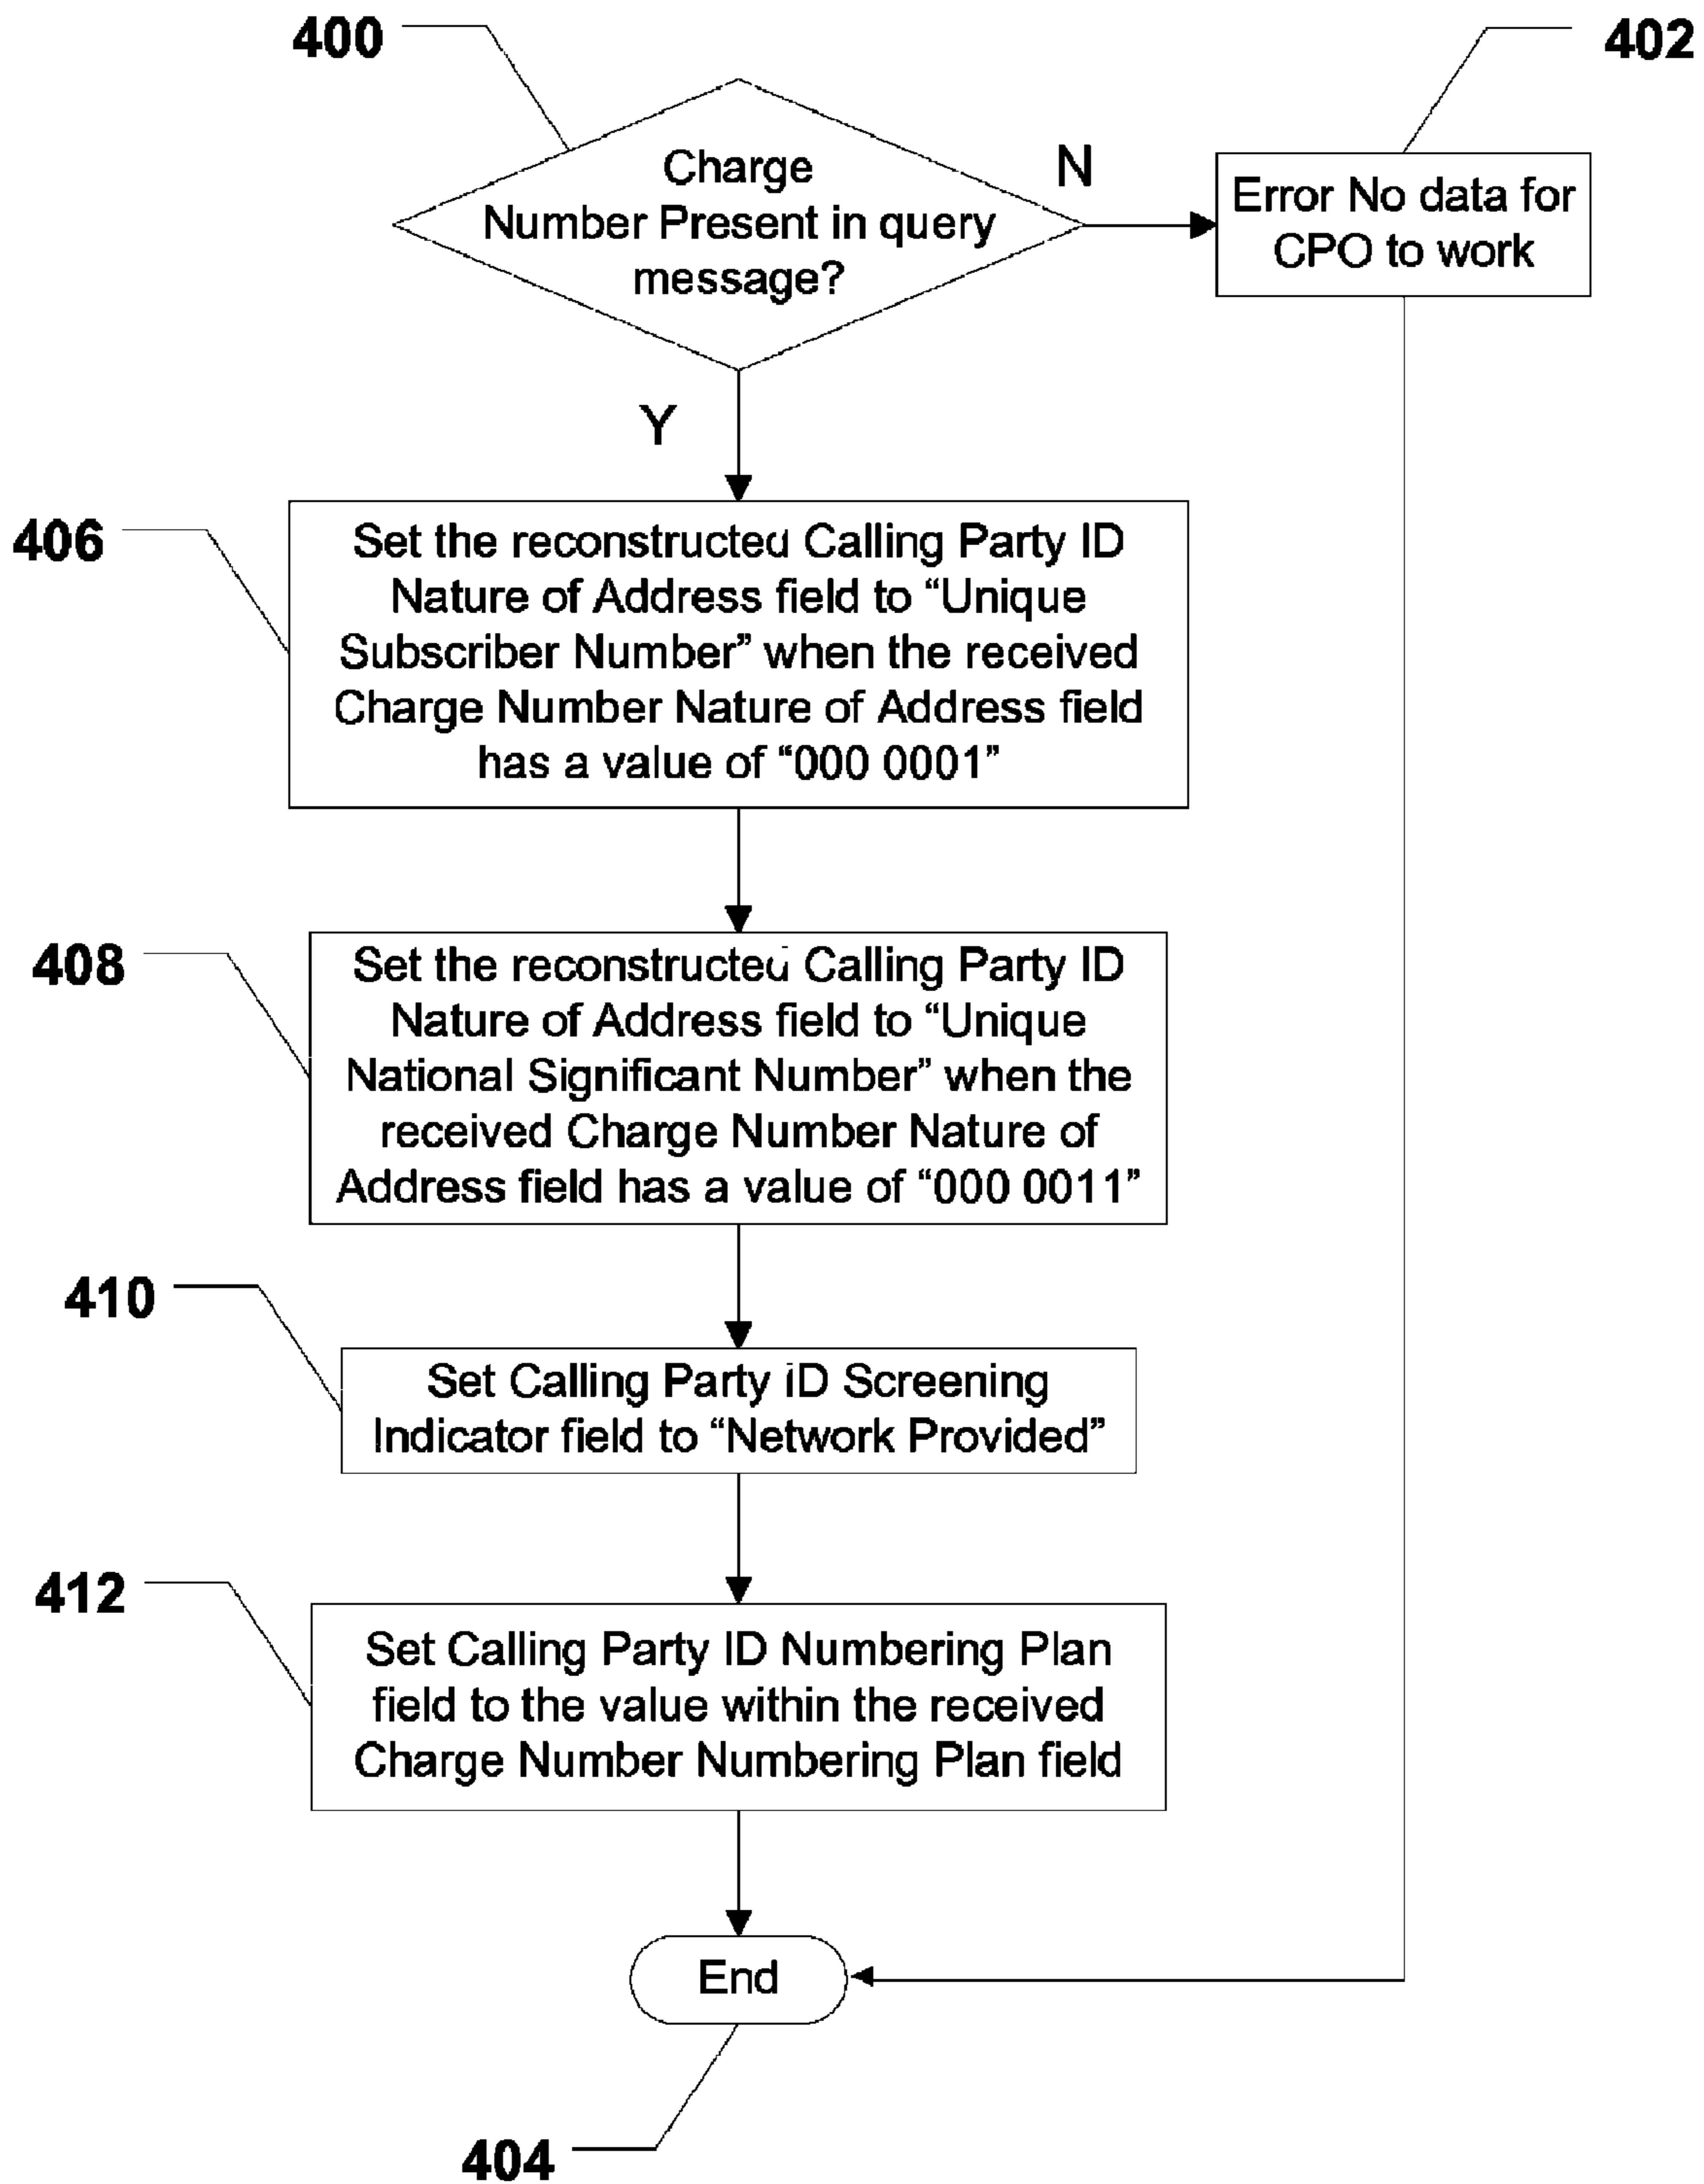 400
402
Charge
Number Present in query
message?
N
Error No data for
CPO to work
Y
406
Set the reconstructed Calling Party ID
Nature of Address field to “Unique
Subscriber Number” when the received
Charge Number Nature of Address field
has a value of “000 0001”
408
Set the reconstructed Calling Party ID
Nature of Address field to “Unique
National Significant Number” when the
received Charge Number Nature of
Address field has a value of “000 0011”
410
Set Calling Party ID Screening
Indicator field to “Network Provided”
412
Set Calling Party ID Numbering Plan
field to the value within the received
Charge Number Numbering Plan field
End
404